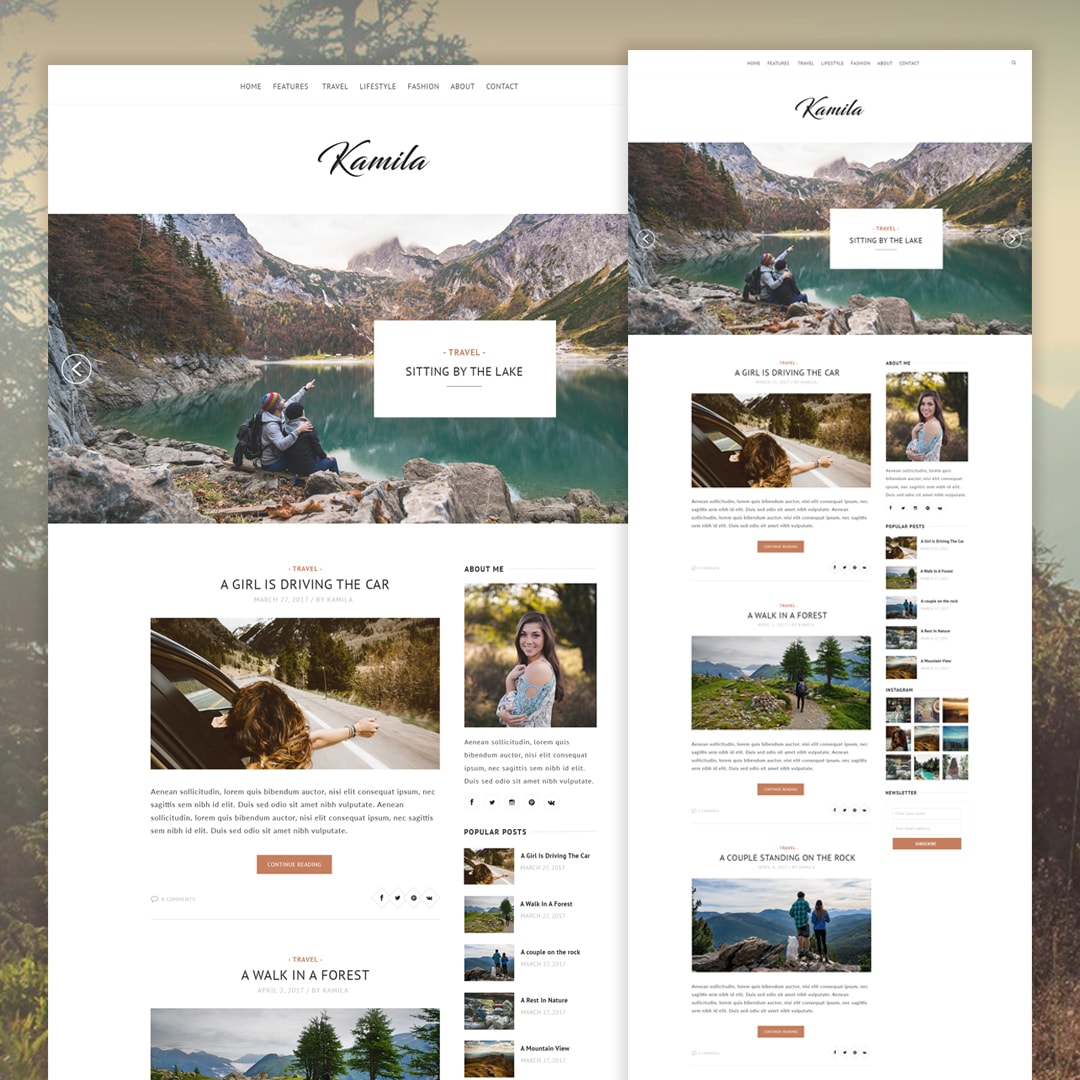 HOME FEATURES TRAVEL LIFESTYLE FASHION ABOUT CONTACT
Kamila
- TRAVEL -
SITTING BY THE LAKE
- TRAVEL -
A GIRL IS DRIVING THE CAR
MARCH 27, 2017 / BY KAMILA
Aenean sollicitudin, lorem quis bibendum auctor, nisi elit consequat ipsum, nec
sagittis sem nibh id elit. Duis sed odio sit amet nibh vulputate. Aenean
sollicitudin, lorem quis bibendum auctor, nisi elit consequat ipsum, nec sagittis
sem nibh id elit. Duis sed odio sit amet nibh vulputate.
CONTINUE READING
- TRAVEL -
A WALK IN A FOREST
APRIL 2, 2017 / BY KAMILA
ABOUT ME
Aenean sollicitudin, lorem quis
bibendum auctor, nisi elit consequat
ipsum, nec sagittis sem nibh id elit.
Duis sed odio sit amet nibh vulputate.
POPULAR POSTS
A Girl Is Driving The Car
MARCH 27, 2017
A Walk In A Forest
MARCH 27, 2017
A couple on the rock
MARCH 27, 2017
A Rest In Nature
MARCH 27, 2017
A Mountain View
MARCH 27, 2017
HOME FEATURES TRAVEL LIFESTYLE FASHION ABOUT CONTACT
Kamila
- TRAVEL -
SITTING BY THE LAKE
- TRAVEL -
A GIRL IS DRIVING THE CAR
MARCH 27, 2017 / BY KAMILA
Aenean sollicitudin, lorem quis bibendum auctor, nisi elit consequat ipsum, nec
sagittis sem nibh id elit. Duis sed odio sit amet nibh vulputate. Aenean
sollicitudin, lorem quis bibendum auctor, nisi elit consequat ipsum, nec sagittis
sem nibh id elit. Duis sed odio sit amet nibh vulputate.
CONTINUE READING
- TRAVEL -
A WALK IN A FOREST
APRIL 2, 2017 / BY KAMILA
Aenean sollicitudin, lorem quis bibendum auctor, nisi elit consequat ipsum, nec
sagittis sem nibh id elit. Duis sed odio sit amet nibh vulputate. Aenean
sollicitudin, lorem quis bibendum auctor, nisi elit consequat ipsum, nec sagittis
sem nibh id elit. Duis sed odio sit amet nibh vulputate.
CONTINUE READING
- TRAVEL -
A COUPLE STANDING ON THE ROCK
Aenean sollicitudin, lorem quis bibendum auctor, nisi elit consequat ipsum, nec
sagittis sem nibh id elit. Duis sed odio sit amet nibh vulputate. Aenean
sollicitudin, lorem quis bibendum auctor, nisi elit consequat ipsum, nec sagittis
sem nibh id elit. Duis sed odio sit amet nibh vulputate.
CONTINUE READING
ABOUT ME
Aenean sollicitudin, lorem quis
bibendum auctor, nisi elit consequat
ipsum, nec sagittis sem nibh id elit.
Duis sed odio sit amet nibh vulputate.
POPULAR POSTS
A Girl Is Driving The Car
MARCH 27, 2017
A Walk In A Forest
MARCH 27, 2017
A couple on the rock
MARCH 27, 2017
A Rest In Nature
MARCH 27, 2017
A Mountain View
MARCH 27, 2017
INSTAGRAM
NEWSLETTER
Enter your name
Your email address
SUBSCRIBE